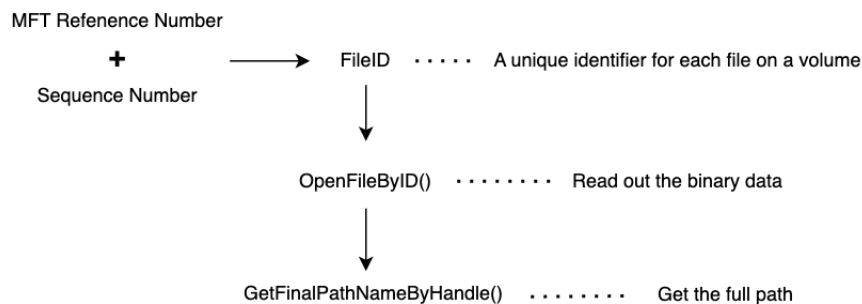 MFT Refenence Number
+
Sequence Number
FileID ..... A unique identifier for each file on a volume
OpenFileByID() ........ Read out the binary data
GetFinalPathNameByHandle() ........ Get the full path